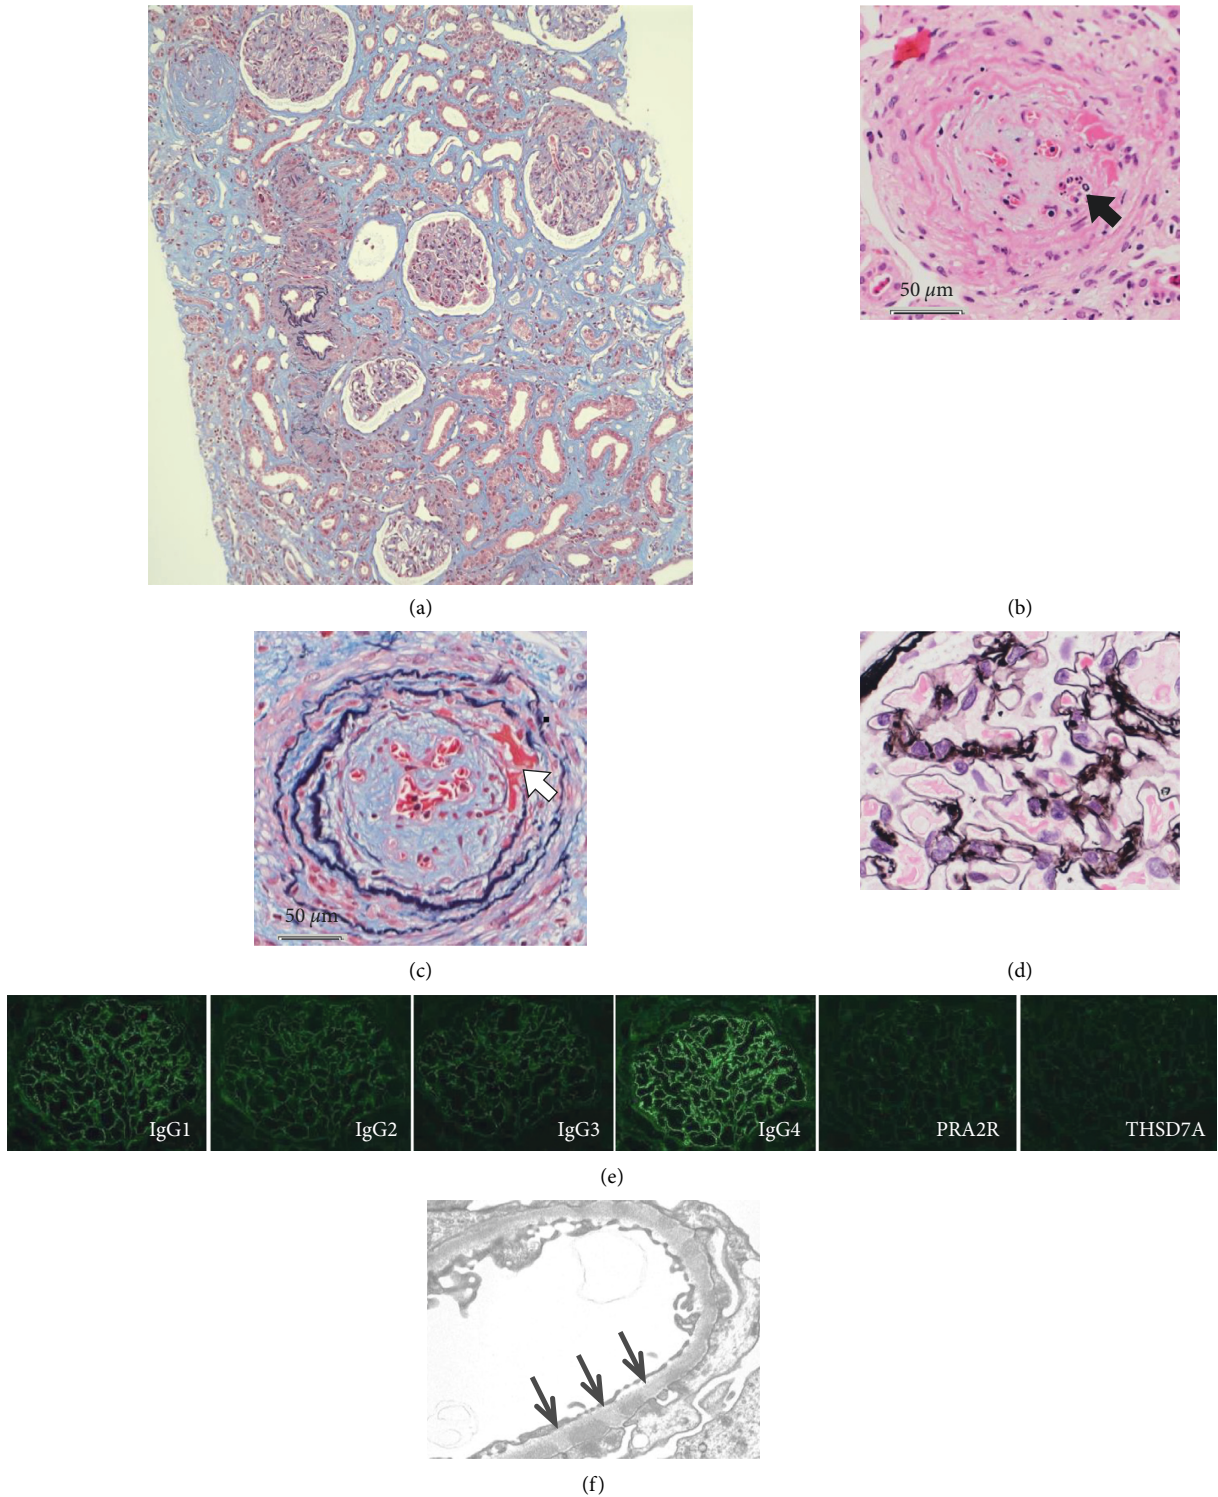 (a)
50 μm
(b)
50 μm
(c)
(d)
IgG1 IgG2 IgG3 IgG4 PRA2R THSD7A
(e)
(f)